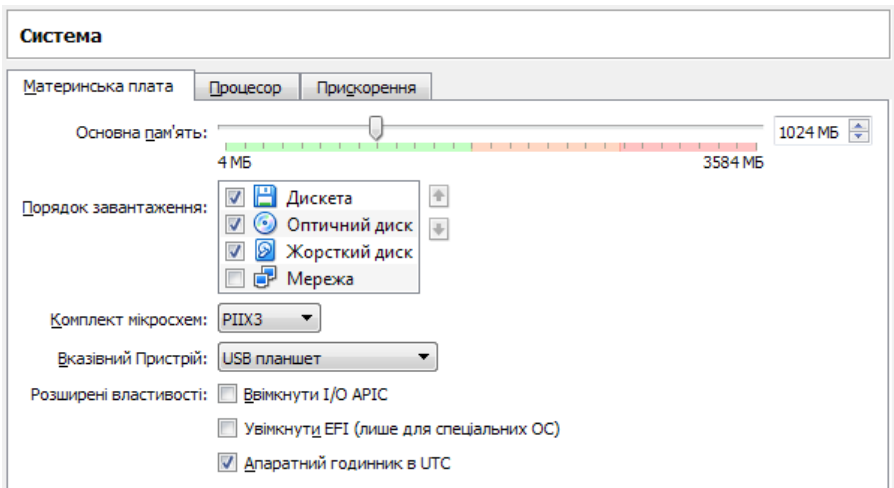 Система
Материнська плата Процесор Прискорення
Основна пам'ять: 1024 МБ
4 МБ 3584 МБ
Порядок завантаження: Дискета
Оптичний диск
Жорсткий диск
Мережа
Комплект мікросхем: PIIX3
Вказівний Пристрій: USB планшет
Розширені властивості: Ввімкнути I/O APIC
Увімкнути EFI (лише для спеціальних ОС)
Апаратний годинник в UTC